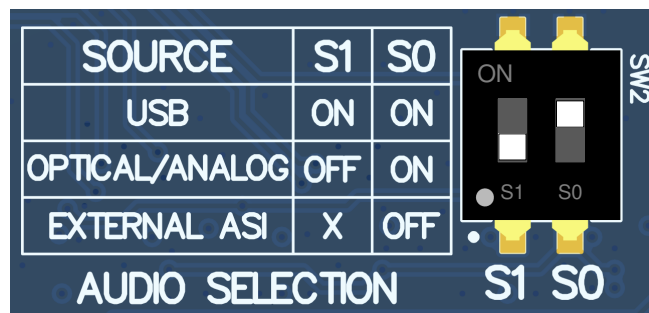 SOURCE S1 S0
USB ON ON
OPTICAL/ANALOG OFF ON
EXTERNAL ASI X OFF
AUDIO SELECTION
ON
S1 S0
S1 S0
SW2